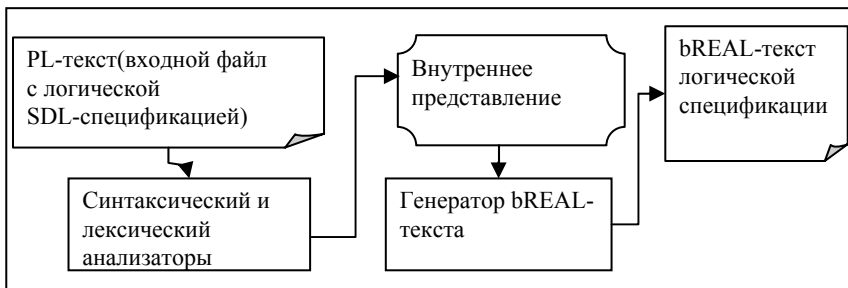 PL-текст(входной файл
с логической
SDL-спецификацией)
Синтаксический и
лексический
анализаторы
Внутреннее
представление
Генератор bREAL-
текста
bREAL-текст
логической
спецификации